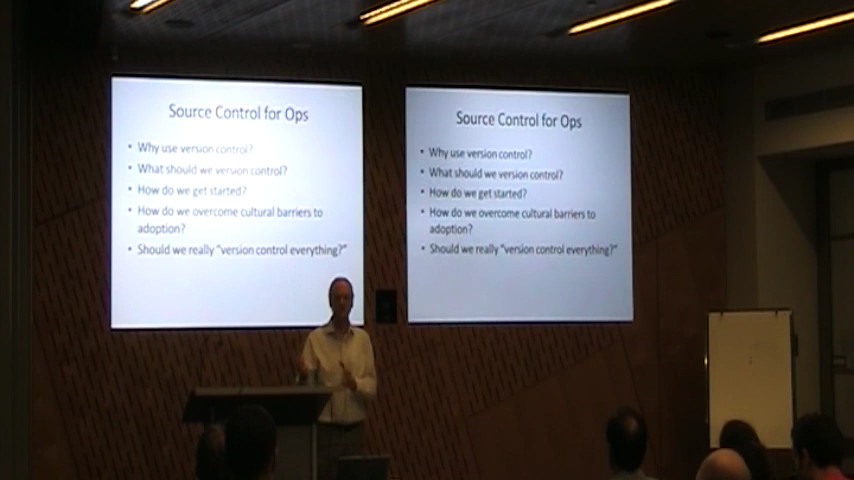 Source Control for Ops
• Why use version control?
• What should we version control?
• How do we get started?
• How do we overcome cultural barriers to
adoption?
• Should we really "version control everything?"
Source Control for Ops
• Why use version control?
• What should we version control?
• How do we get started?
• How do we overcome cultural barriers to
adoption?
• Should we really "version control everything?"